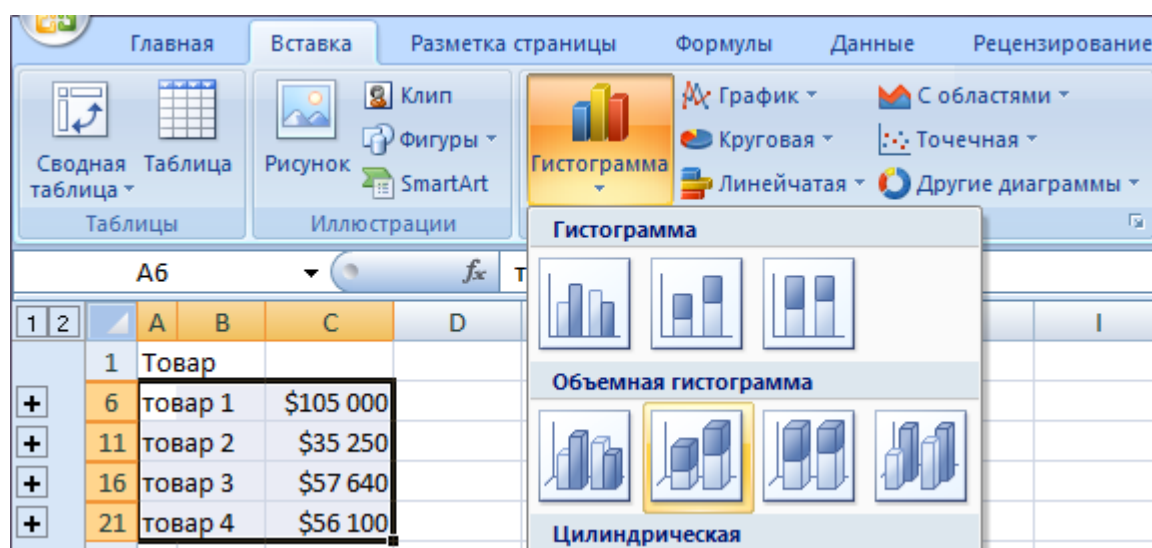 Главная Вставка Разметка страницы Формулы Данные Рецензирование
Сводная таблица
Таблица
Рисунок
Клип
Фигуры
SmartArt
Гистограмма
График
Круговая
Линейчатая
С областями
Точечная
Другие диаграммы
Таблицы
Иллюстрации
A6 fx т
Гистограмма
Объемная гистограмма
Цилиндрическая
1 2 A B C D I
1 Товар
6 товар 1 $105 000
11 товар 2 $35 250
16 товар 3 $57 640
21 товар 4 $56 100